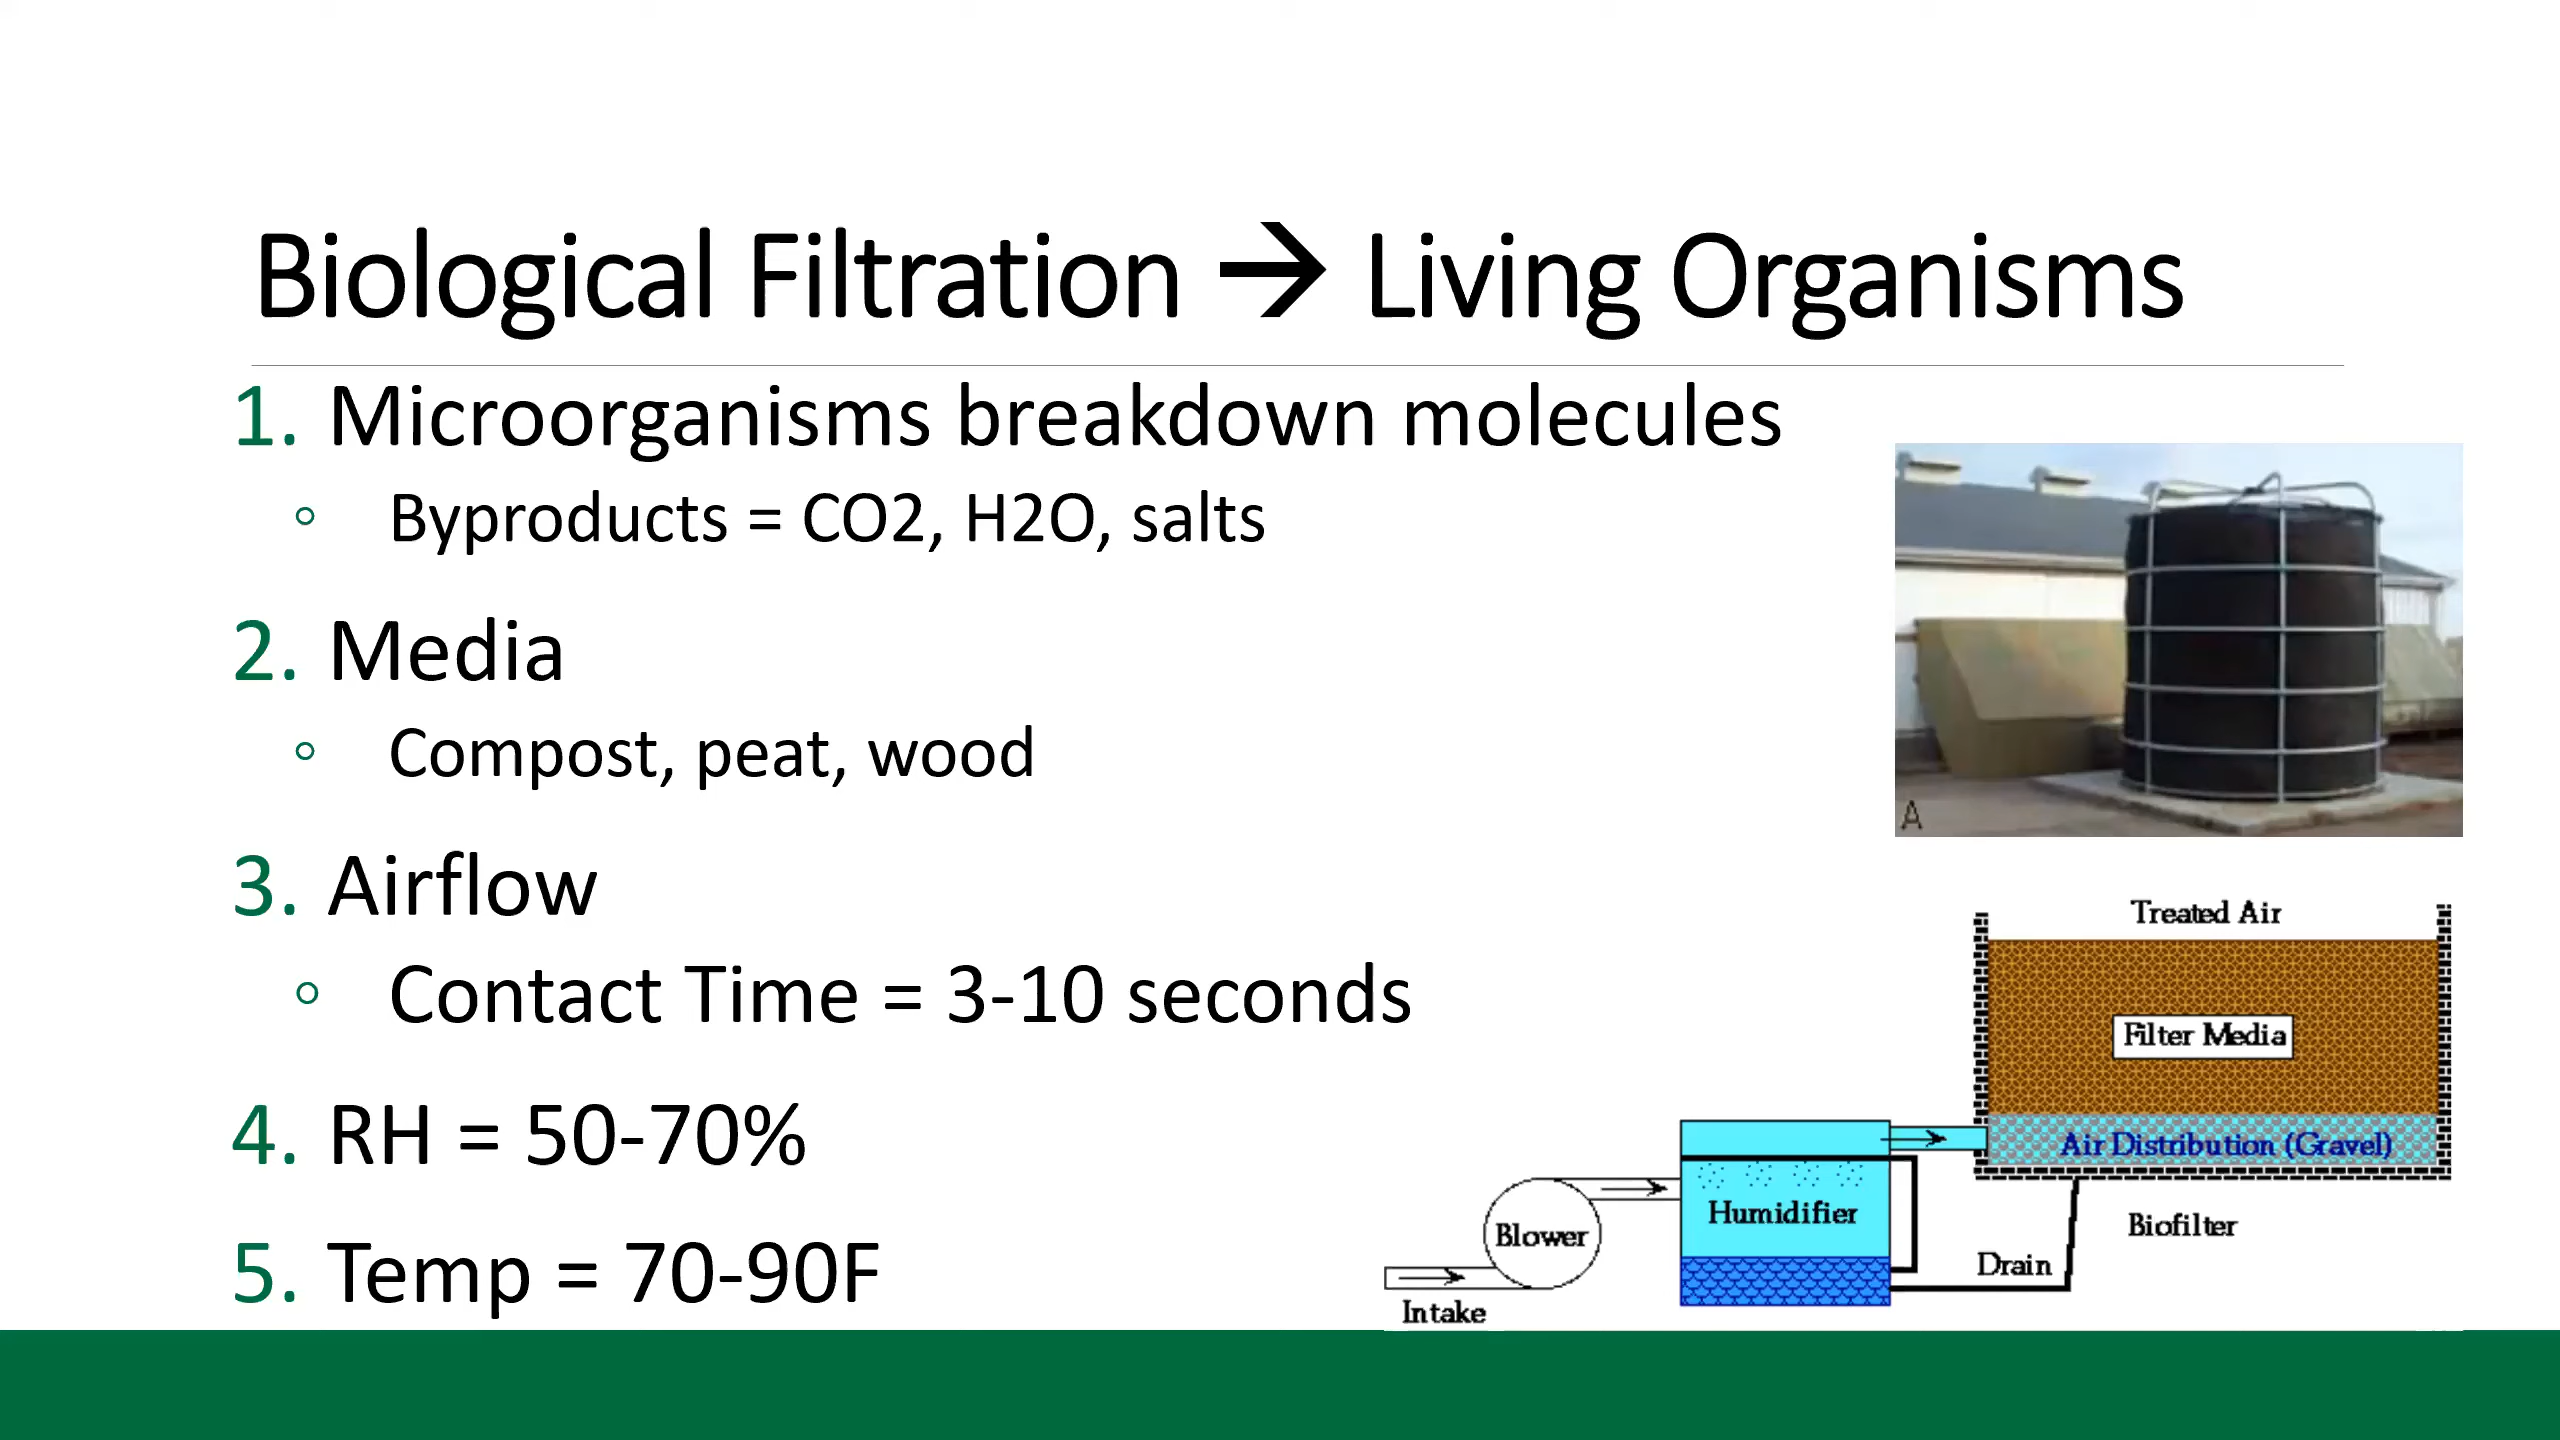 Biological Filtration → Living Organisms
1. Microorganisms breakdown molecules
◦ Byproducts = CO2, H2O, salts
2. Media
◦ Compost, peat, wood
3. Airflow
◦ Contact Time = 3-10 seconds
4. RH = 50-70%
5. Temp = 70-90F
A
Treated Air
Filter Media
Air Distribution (Gravel)
Humidifier
Biofilter
Blower
Drain
Intake